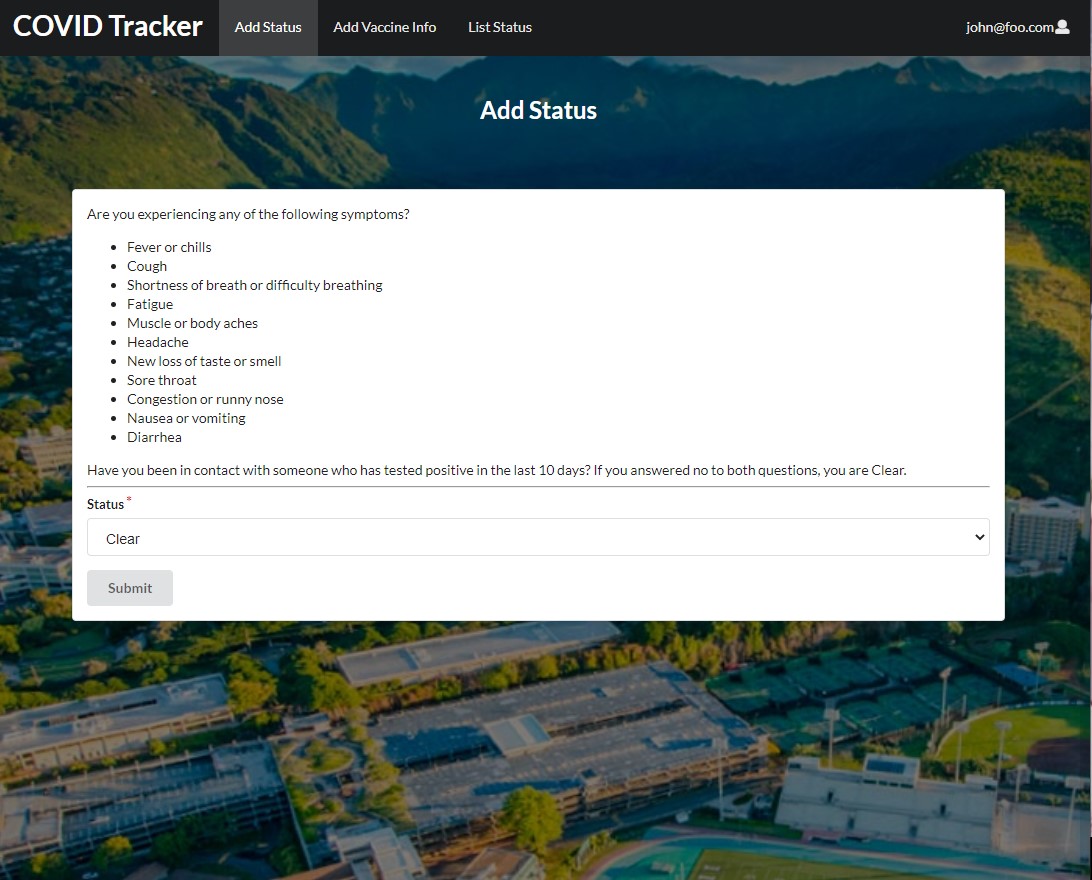 COVID Tracker Add Status Add Vaccine Info List Status john@foo.com
Add Status
Are you experiencing any of the following symptoms?
Fever or chills
Cough
Shortness of breath or difficulty breathing
Fatigue
Muscle or body aches
Headache
New loss of taste or smell
Sore throat
Congestion or runny nose
Nausea or vomiting
Diarrhea
Have you been in contact with someone who has tested positive in the last 10 days? If you answered no to both questions, you are Clear.
Status*
Clear
Submit